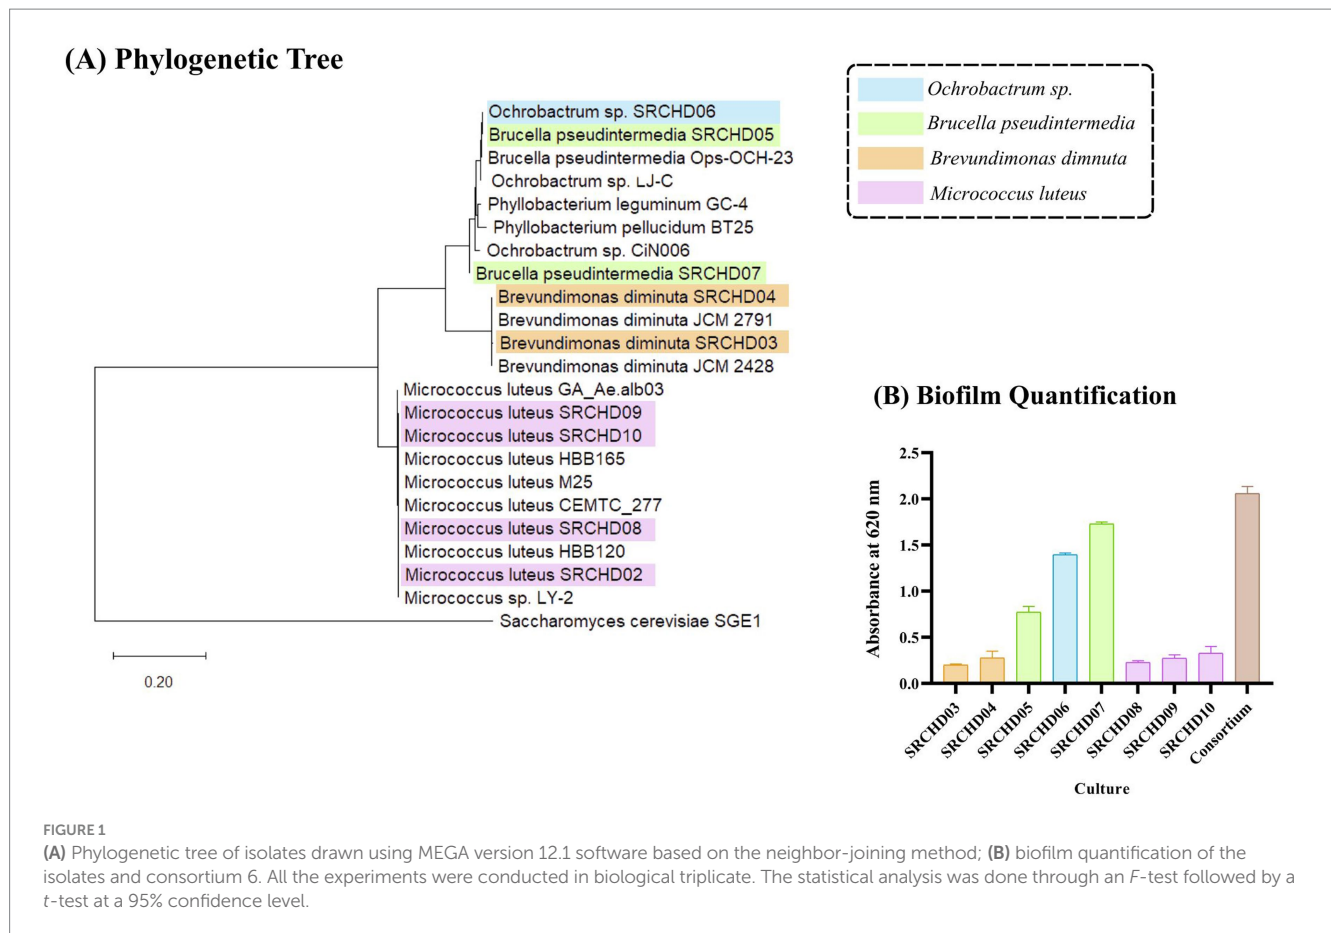 (A) Phylogenetic Tree
Ochrobactrum sp. SRCHD06
Brucella pseudintermedia SRCHD05
Brucella pseudintermedia Ops-OCH-23
Ochrobactrum sp. LJ-C
Phyllobacterium leguminum GC-4
Phyllobacterium pellucidum BT25
Ochrobactrum sp. CiN006
Brucella pseudintermedia SRCHD07
Brevundimonas diminuta SRCHD04
Brevundimonas diminuta JCM 2791
Brevundimonas diminuta SRCHD03
Brevundimonas diminuta JCM 2428
Micrococcus luteus GA_Ae.alb03
Micrococcus luteus SRCHD09
Micrococcus luteus SRCHD10
Micrococcus luteus HBB165
Micrococcus luteus M25
Micrococcus luteus CEMTC_277
Micrococcus luteus SRCHD08
Micrococcus luteus HBB120
Micrococcus luteus SRCHD02
Micrococcus sp. LY-2
Saccharomyces cerevisiae SGE1
0.20
Ochrobactrum sp.
Brucella pseudintermedia
Brevundimonas dimnuta
Micrococcus luteus
(B) Biofilm Quantification
Absorbance at 620 nm
2.5
2.0
1.5
1.0
0.5
0.0
SRCHD03
SRCHD04
SRCHD05
SRCHD06
SRCHD07
SRCHD08
SRCHD09
SRCHD10
Consortium
Culture
FIGURE 1
(A) Phylogenetic tree of isolates drawn using MEGA version 12.1 software based on the neighbor-joining method; (B) biofilm quantification of the
isolates and consortium 6. All the experiments were conducted in biological triplicate. The statistical analysis was done through an F-test followed by a
t-test at a 95% confidence level.